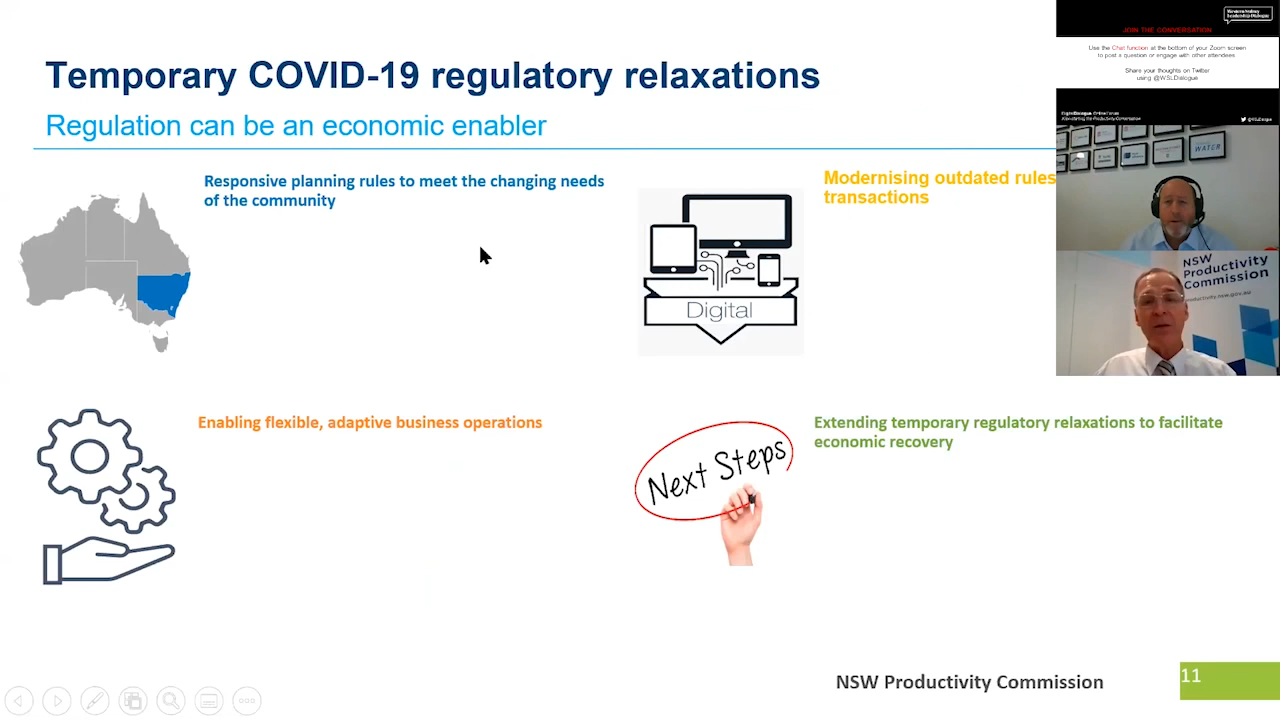 Temporary COVID-19 regulatory relaxations
Regulation can be an economic enabler
Responsive planning rules to meet the changing needs
of the community
Digital
Modernising outdated rules
transactions
Enabling flexible, adaptive business operations
Next Steps
Extending temporary regulatory relaxations to facilitate
economic recovery
NSW Productivity Commission
11
JOIN THE CONVERSATION
Use the Chat function at the bottom of your Zoom screen
to post a question or engage with other attendees
Share your thoughts on Twitter
using @WSLDialogue
@WSLDialogue
WATER
NSW
Productivity
Commission
productivity.nsw.gov.au